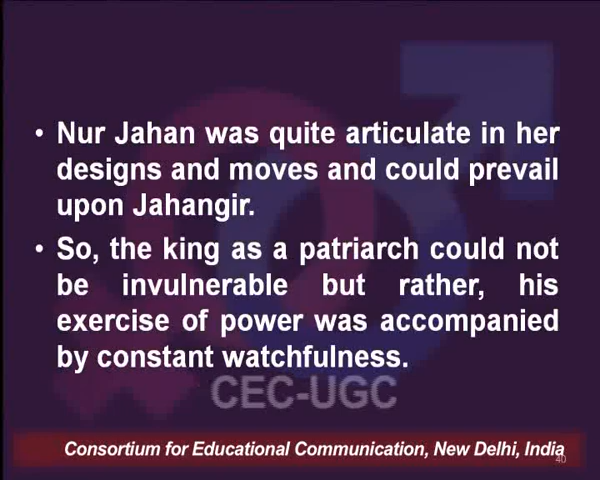 • Nur Jahan was quite articulate in her
designs and moves and could prevail
upon Jahangir.
• So, the king as a patriarch could not
be invulnerable but rather, his
exercise of power was accompanied
by constant watchfulness.
CEC-UGC
Consortium for Educational Communication, New Delhi, India
40